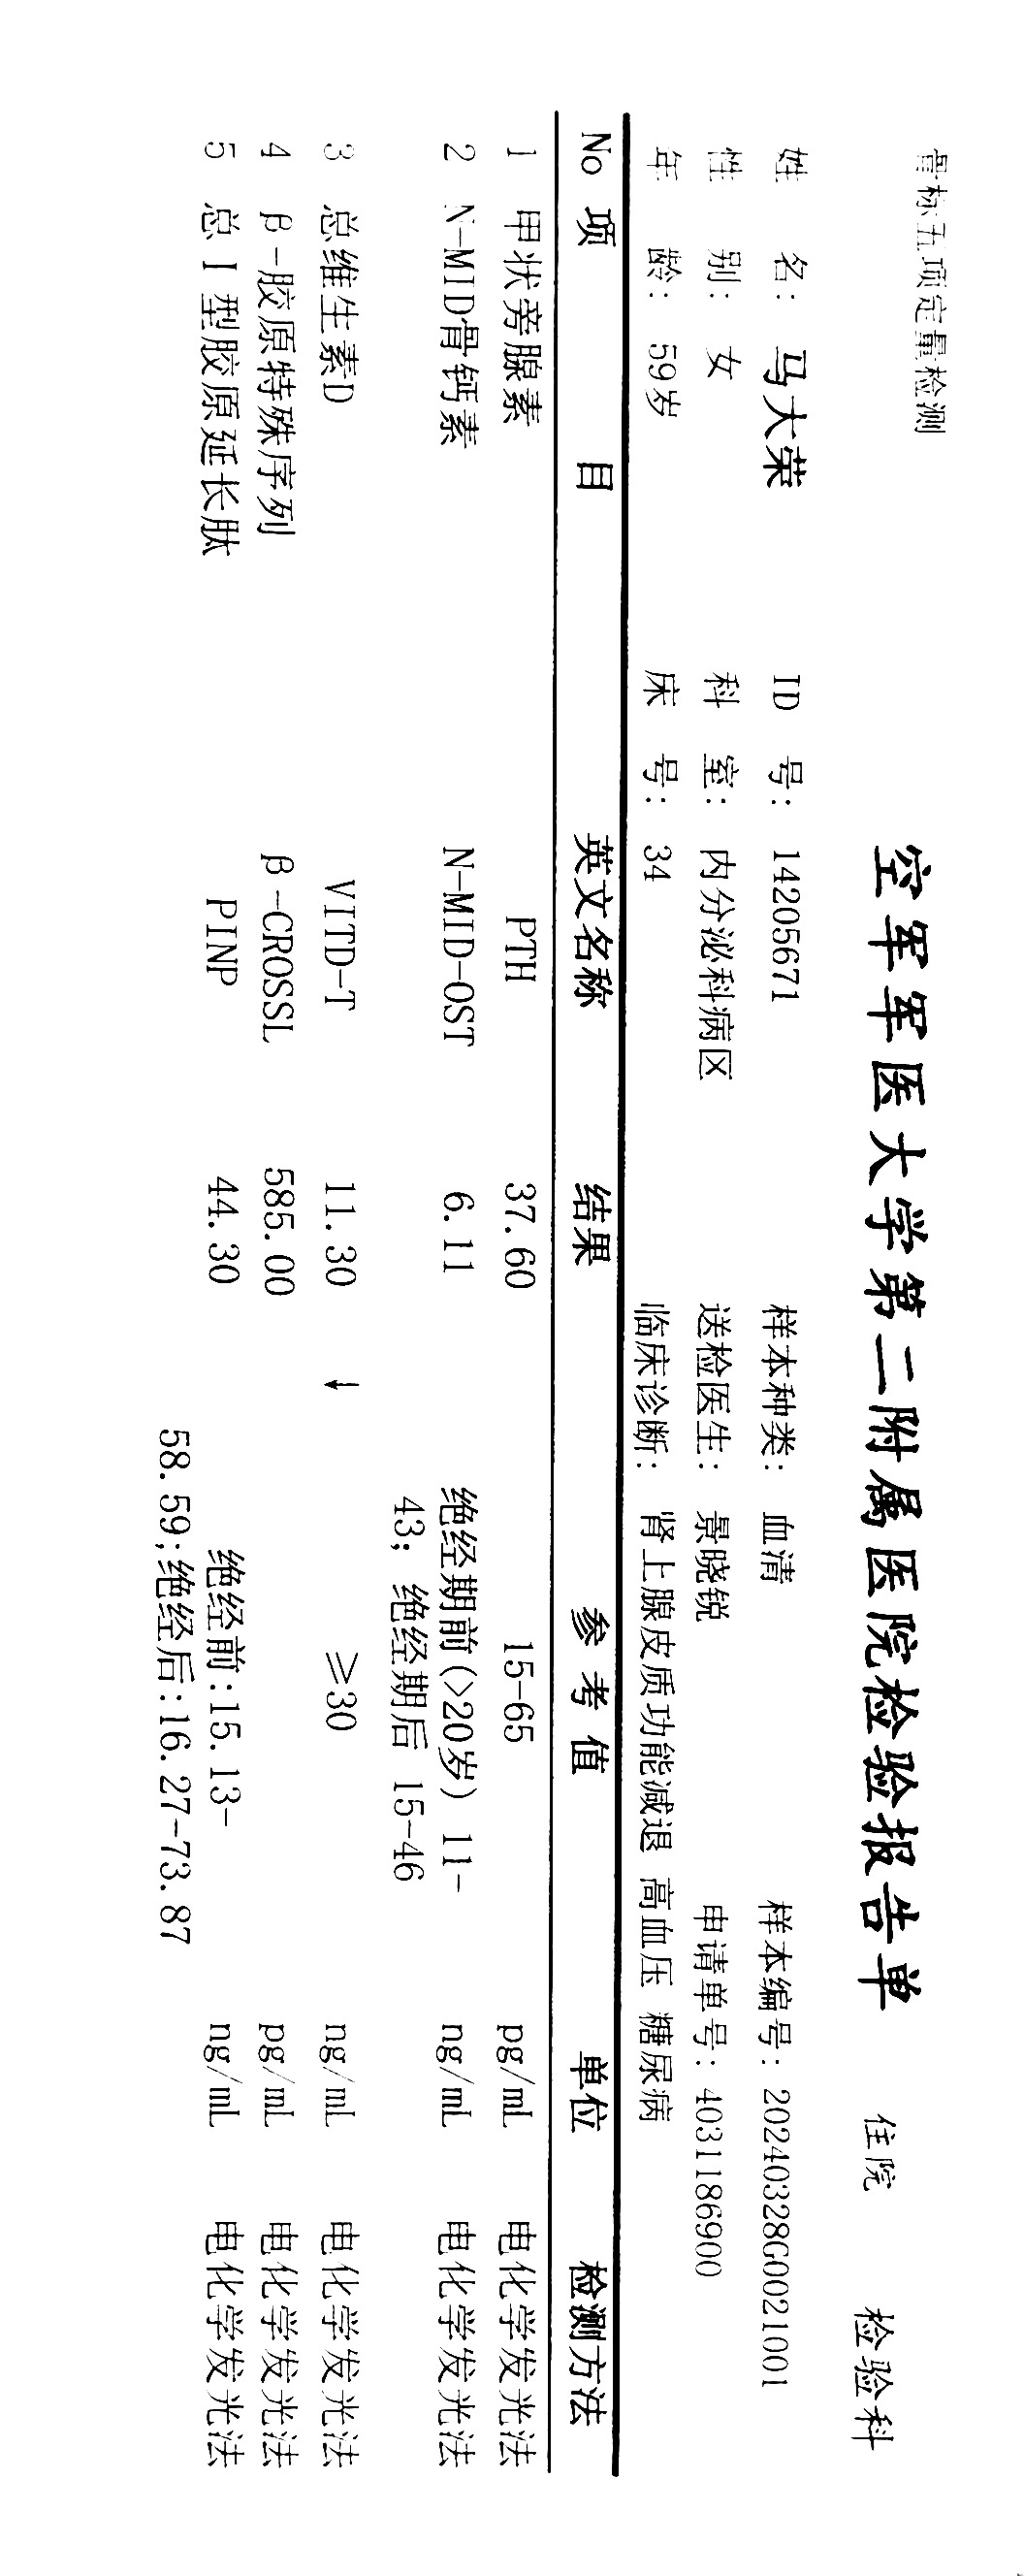 骨标五项定量检测
空军军医大学第二附属医院检验报告单 住院 检验科
姓 名: 马大荣 ID 号: 14205671 样本种类: 血清 样本编号: 20240328G0021001
性 别: 女 科 室: 内分泌科病区 送检医生: 景晓锐 申请单号: 4031186900
年 龄: 59岁 床 号: 34 临床诊断: 肾上腺皮质功能减退 高血压 糖尿病
No 项 目 英文名称 结果 参 考 值 单位 检测方法
1 甲状旁腺素 PTH 37.60 15-65 pg/mL 电化学发光法
2 N-MID骨钙素 N-MID-OST 6.11 绝经期前(>20岁) 11- ng/mL 电化学发光法
43; 绝经期后 15-46
3 总维生素D VITD-T 11.30 ↓ ≥30 ng/mL 电化学发光法
4 β-胶原特殊序列 β-CROSSL 585.00 pg/mL 电化学发光法
5 总I型胶原延长肽 PINP 44.30 绝经前:15.13- ng/mL 电化学发光法
58.59;绝经后:16.27-73.87